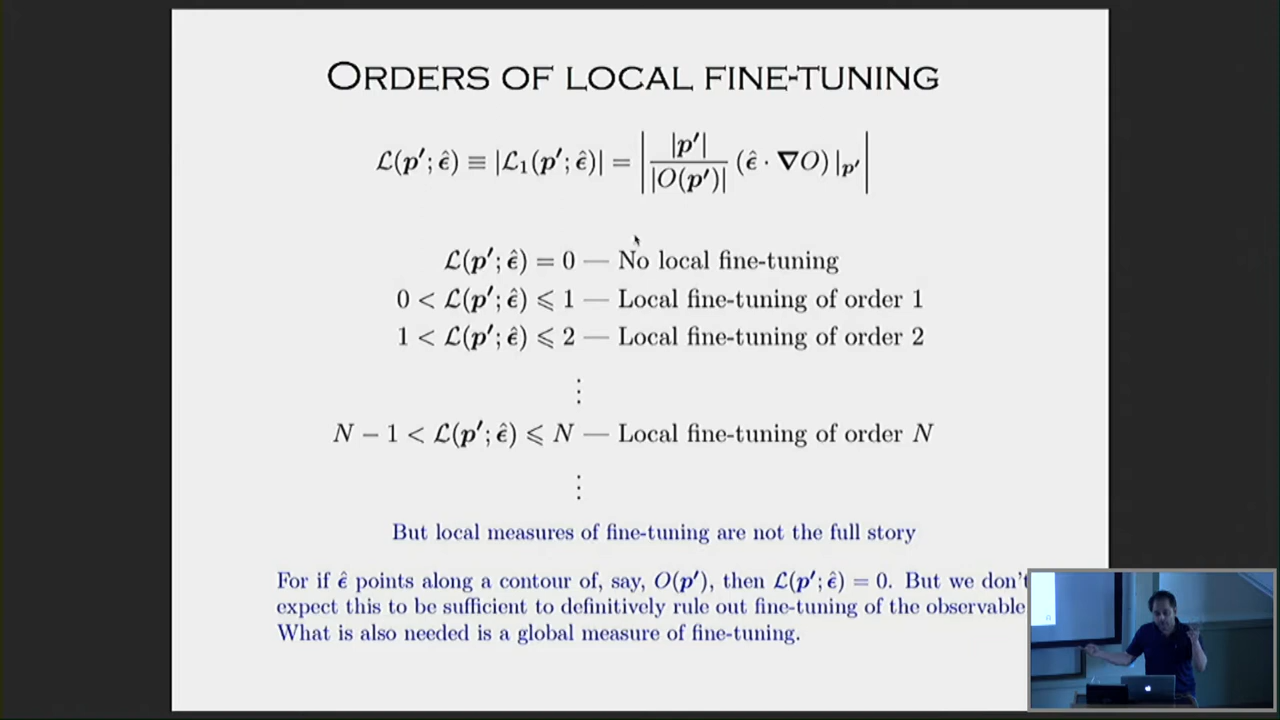 ORDERS OF LOCAL FINE-TUNING
ℒ(p′; ε̂) ≡ |ℒ₁(p′; ε̂)| = | |p′| / |O(p′)| (ε̂ · ∇O) |ₚ′ |
ℒ(p′; ε̂) = 0 — No local fine-tuning
0 < ℒ(p′; ε̂) ⩽ 1 — Local fine-tuning of order 1
1 < ℒ(p′; ε̂) ⩽ 2 — Local fine-tuning of order 2
⋮
N − 1 < ℒ(p′; ε̂) ⩽ N — Local fine-tuning of order N
⋮
But local measures of fine-tuning are not the full story
For if ε̂ points along a contour of, say, O(p′), then ℒ(p′; ε̂) = 0. But we don't
expect this to be sufficient to definitively rule out fine-tuning of the observable
What is also needed is a global measure of fine-tuning.